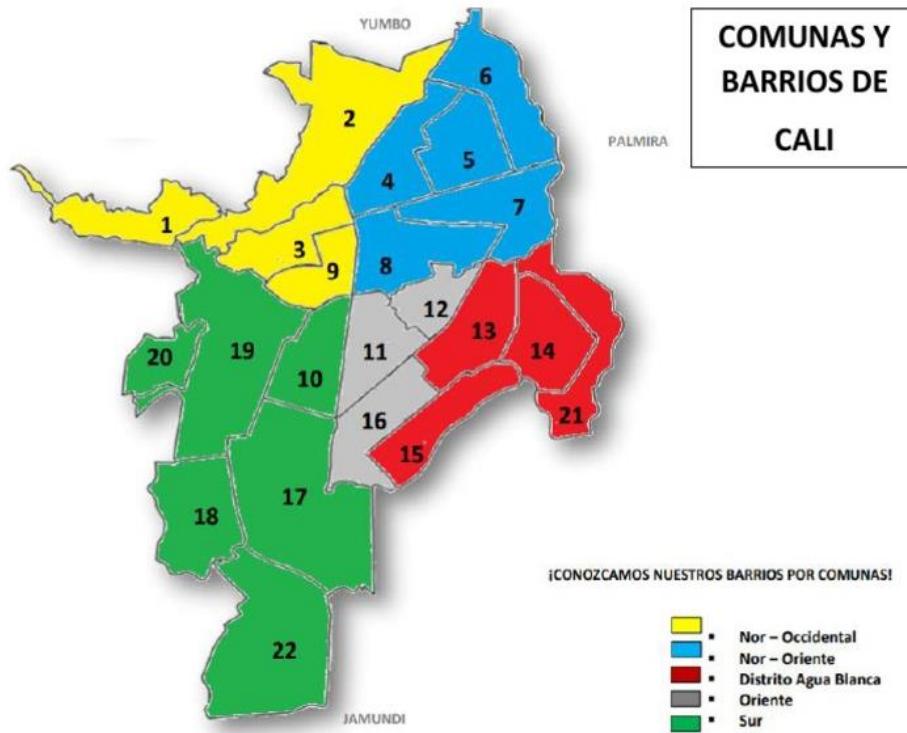 YUMBO
COMUNAS Y
BARRIOS DE
CALI
6
2
PALMIRA
5
4
7
1
3
9
8
12
13
11
14
19
20
10
21
16
15
17
18
¡CONOZCAMOS NUESTROS BARRIOS POR COMUNAS!
22
▪ Nor – Occidental
▪ Nor – Oriente
▪ Distrito Agua Blanca
▪ Oriente
▪ Sur
JAMUNDI